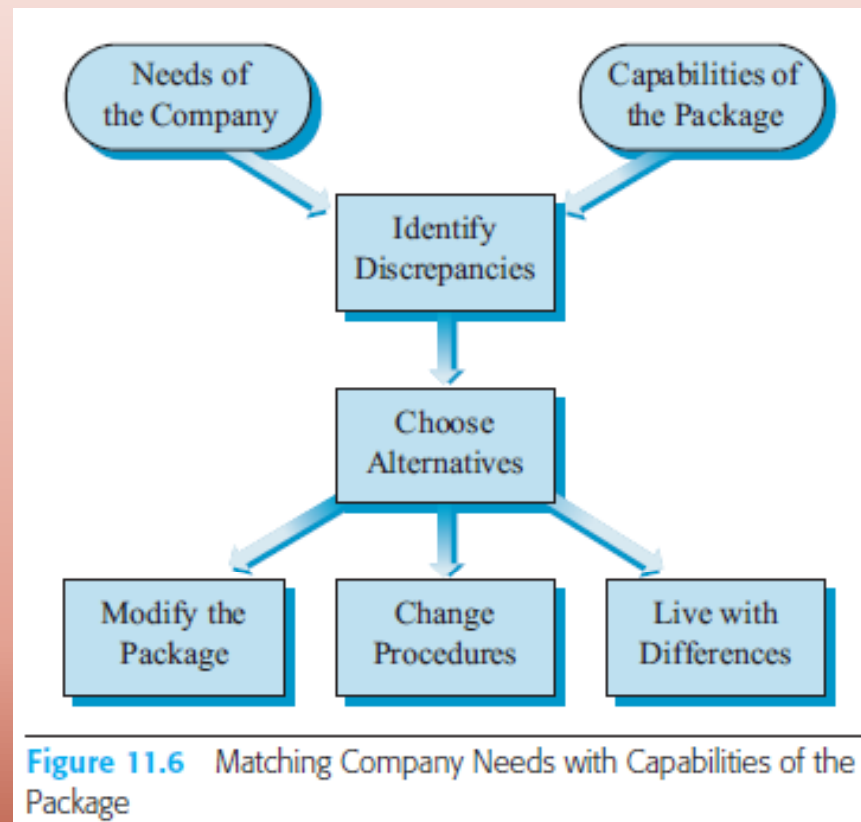 Needs of
the Company
Capabilities of
the Package
Identify
Discrepancies
Choose
Alternatives
Modify the
Package
Change
Procedures
Live with
Differences
Figure 11.6 Matching Company Needs with Capabilities of the
Package